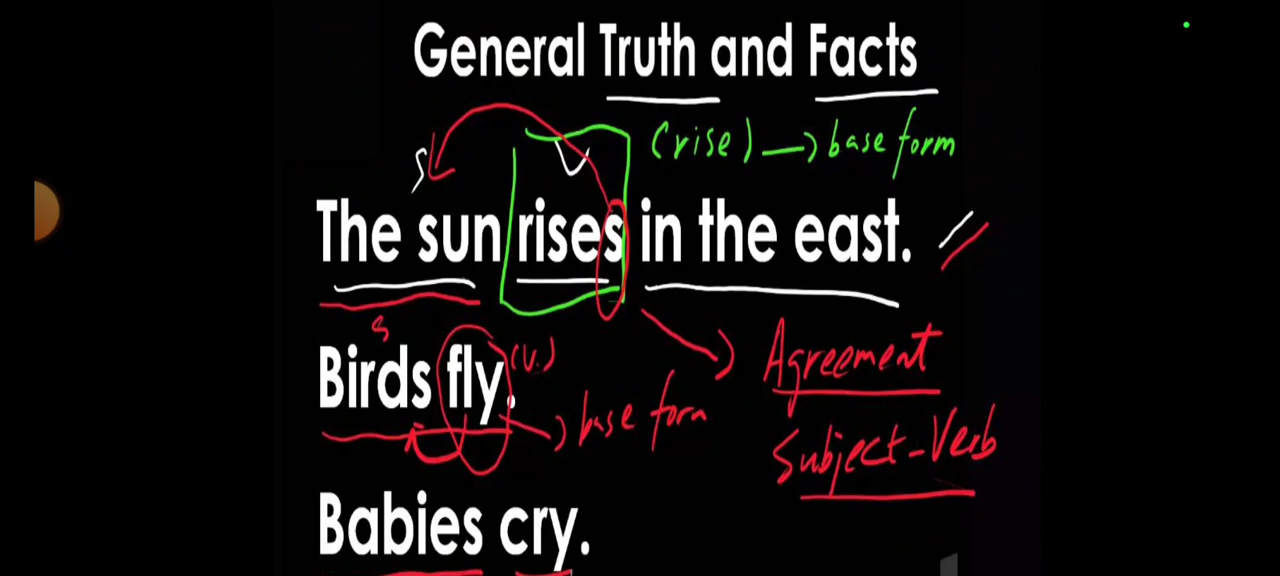 General Truth and Facts
(rise) → base form
S V
The sun rises in the east.
S
Birds fly. (V.)
→ base form
Agreement
Subject-Verb
Babies cry.